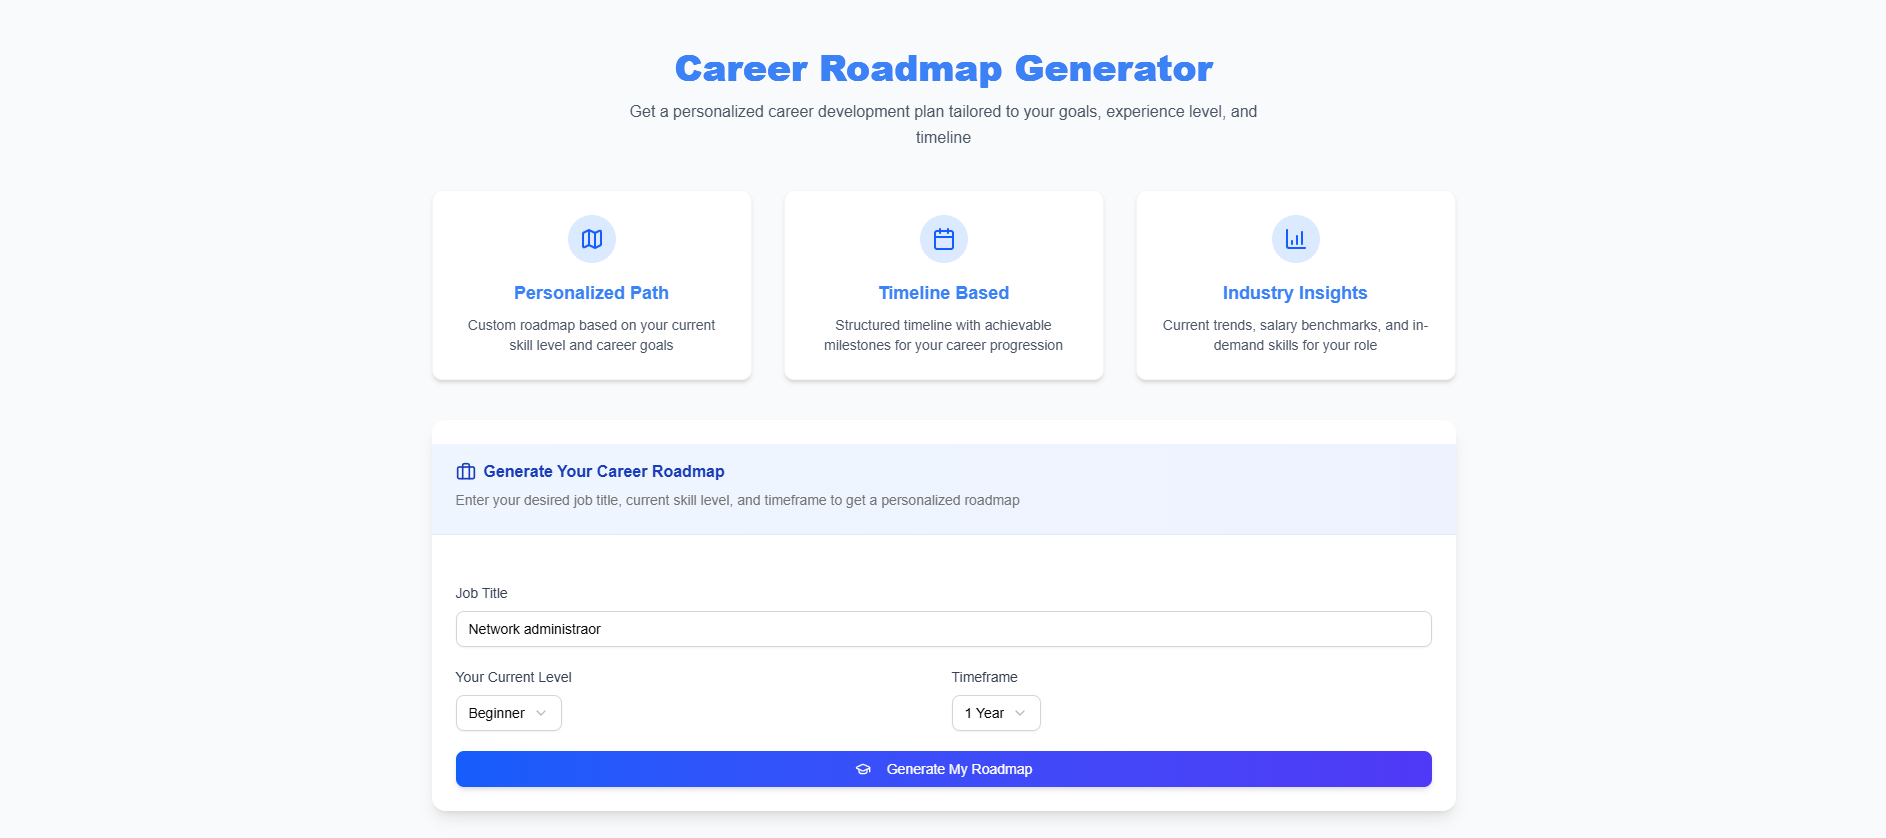 Career Roadmap Generator
Get a personalized career development plan tailored to your goals, experience level, and
timeline
Personalized Path
Custom roadmap based on your current
skill level and career goals
Timeline Based
Structured timeline with achievable
milestones for your career progression
Industry Insights
Current trends, salary benchmarks, and in-
demand skills for your role
Generate Your Career Roadmap
Enter your desired job title, current skill level, and timeframe to get a personalized roadmap
Job Title
Network administraor
Your Current Level
Beginner
Timeframe
1 Year
Generate My Roadmap